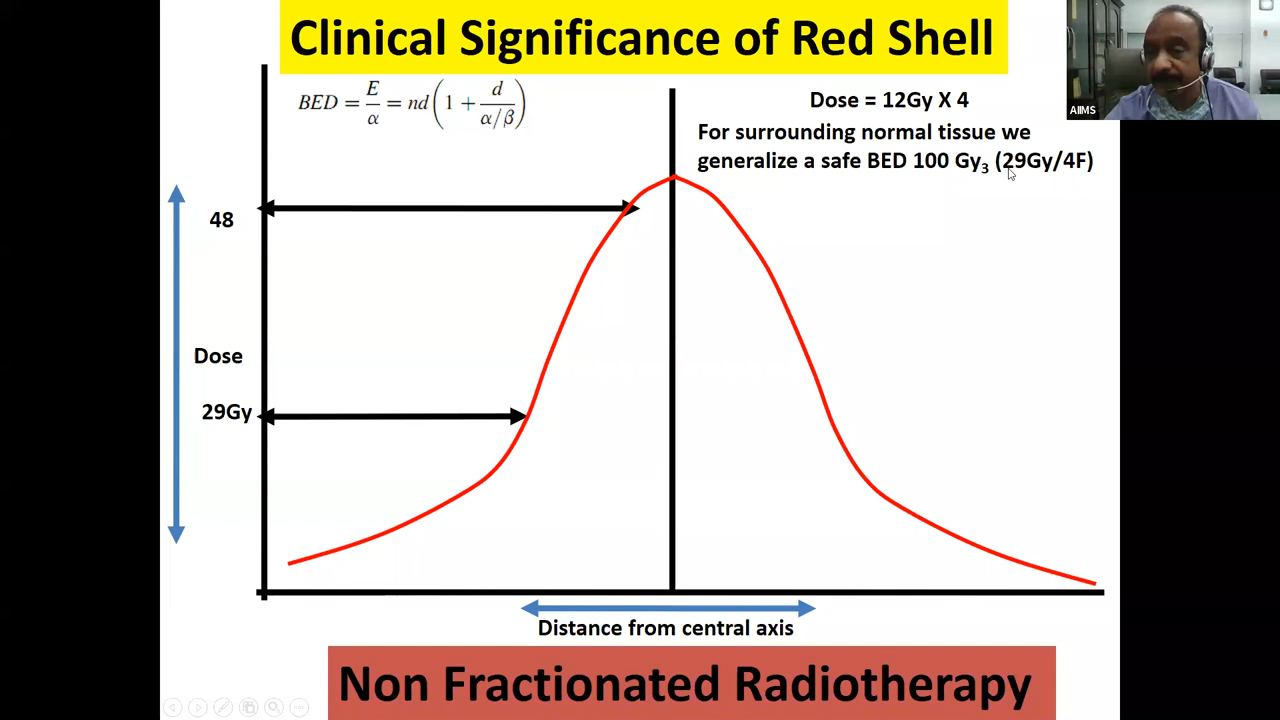 Clinical Significance of Red Shell
BED = E/α = nd(1 + d/(α/β))
Dose = 12Gy X 4
For surrounding normal tissue we
generalize a safe BED 100 Gy₃ (29Gy/4F)
AIIMS
48
Dose
29Gy
Distance from central axis
Non Fractionated Radiotherapy